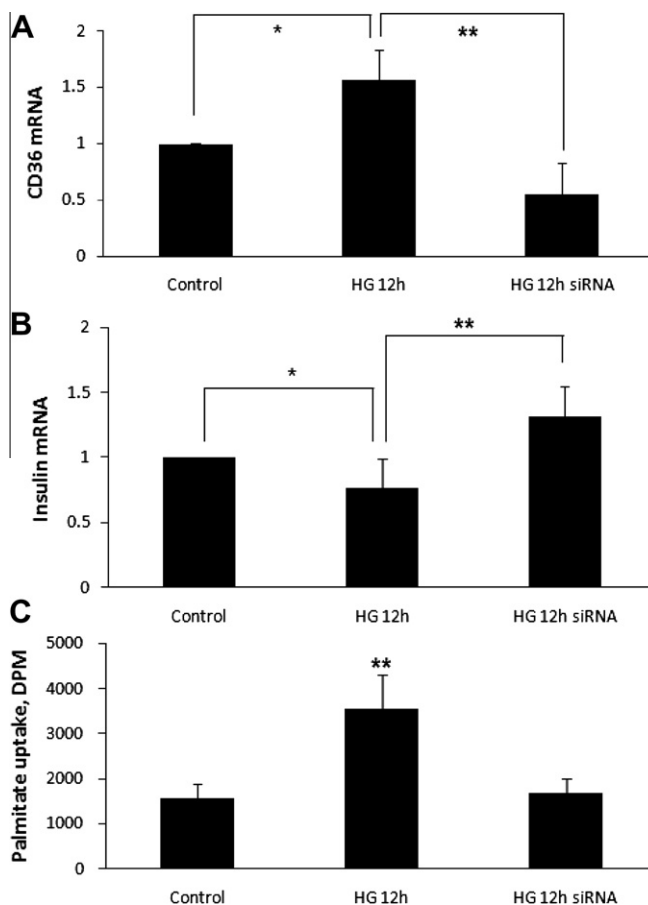 A
CD36 mRNA
2
1.5
1
0.5
0
*
**
Control
HG 12h
HG 12h siRNA
B
Insulin mRNA
2
1.5
1
0.5
0
*
**
Control
HG 12h
HG 12h siRNA
C
Palmitate uptake, DPM
5000
4000
3000
2000
1000
0
**
Control
HG 12h
HG 12h siRNA